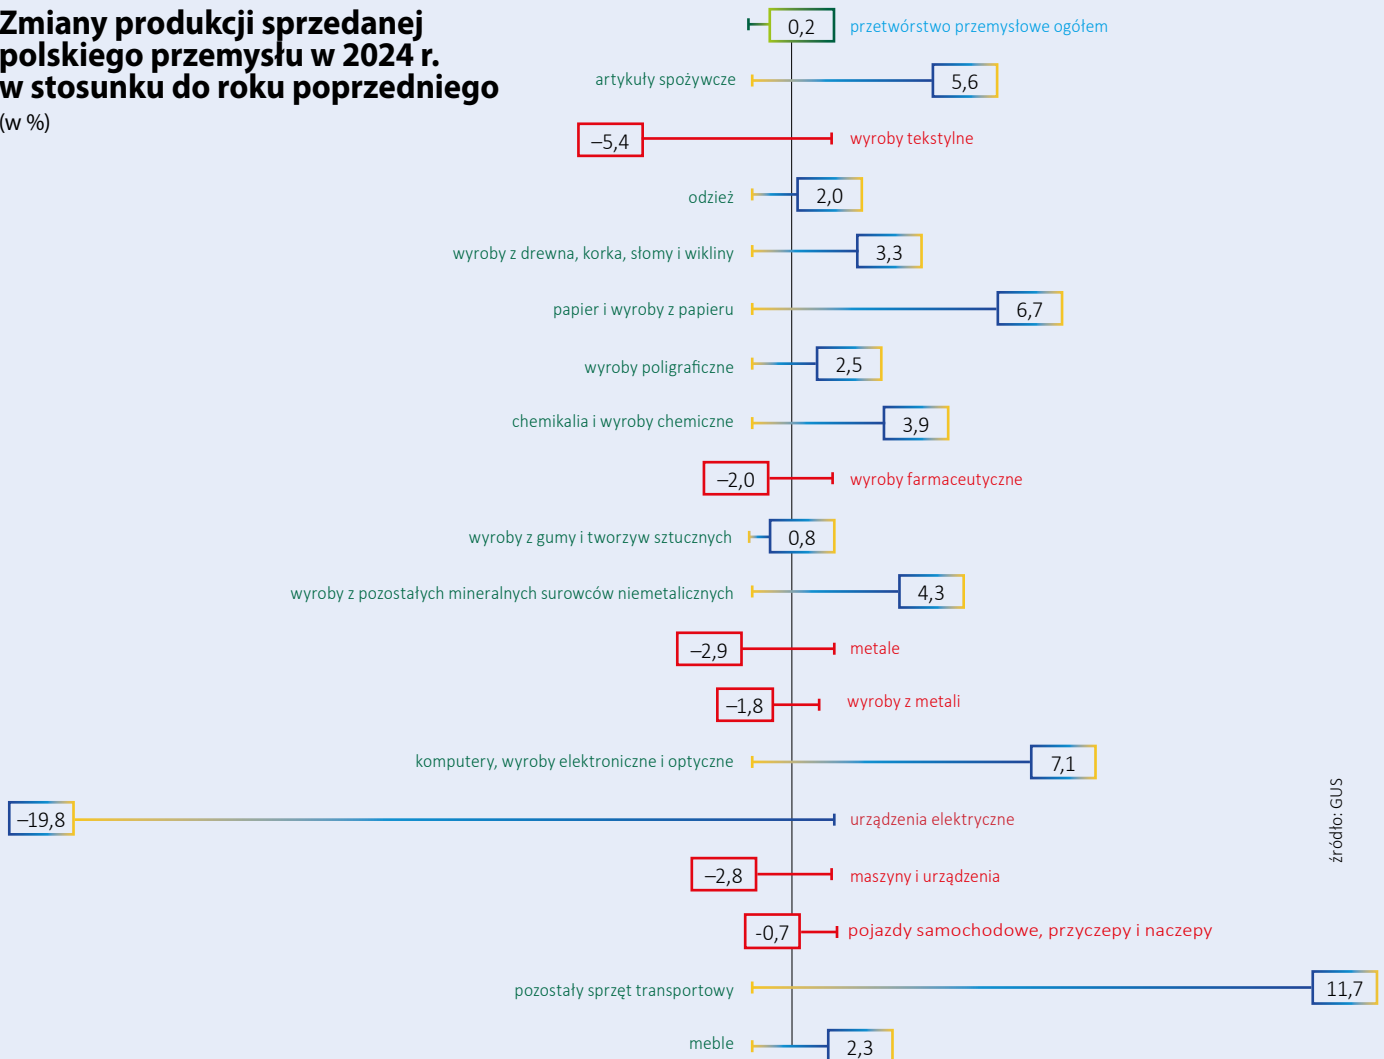 Zmiany produkcji sprzedanej
polskiego przemysłu w 2024 r.
w stosunku do roku poprzedniego
(w %)
0,2 przetwórstwo przemysłowe ogółem
artykuły spożywcze 5,6
–5,4 wyroby tekstylne
odzież 2,0
wyroby z drewna, korka, słomy i wikliny 3,3
papier i wyroby z papieru 6,7
wyroby poligraficzne 2,5
chemikalia i wyroby chemiczne 3,9
–2,0 wyroby farmaceutyczne
wyroby z gumy i tworzyw sztucznych 0,8
wyroby z pozostałych mineralnych surowców niemetalicznych 4,3
–2,9 metale
–1,8 wyroby z metali
komputery, wyroby elektroniczne i optyczne 7,1
–19,8 urządzenia elektryczne
–2,8 maszyny i urządzenia
-0,7 pojazdy samochodowe, przyczepy i naczepy
pozostały sprzęt transportowy 11,7
meble 2,3
źródło: GUS